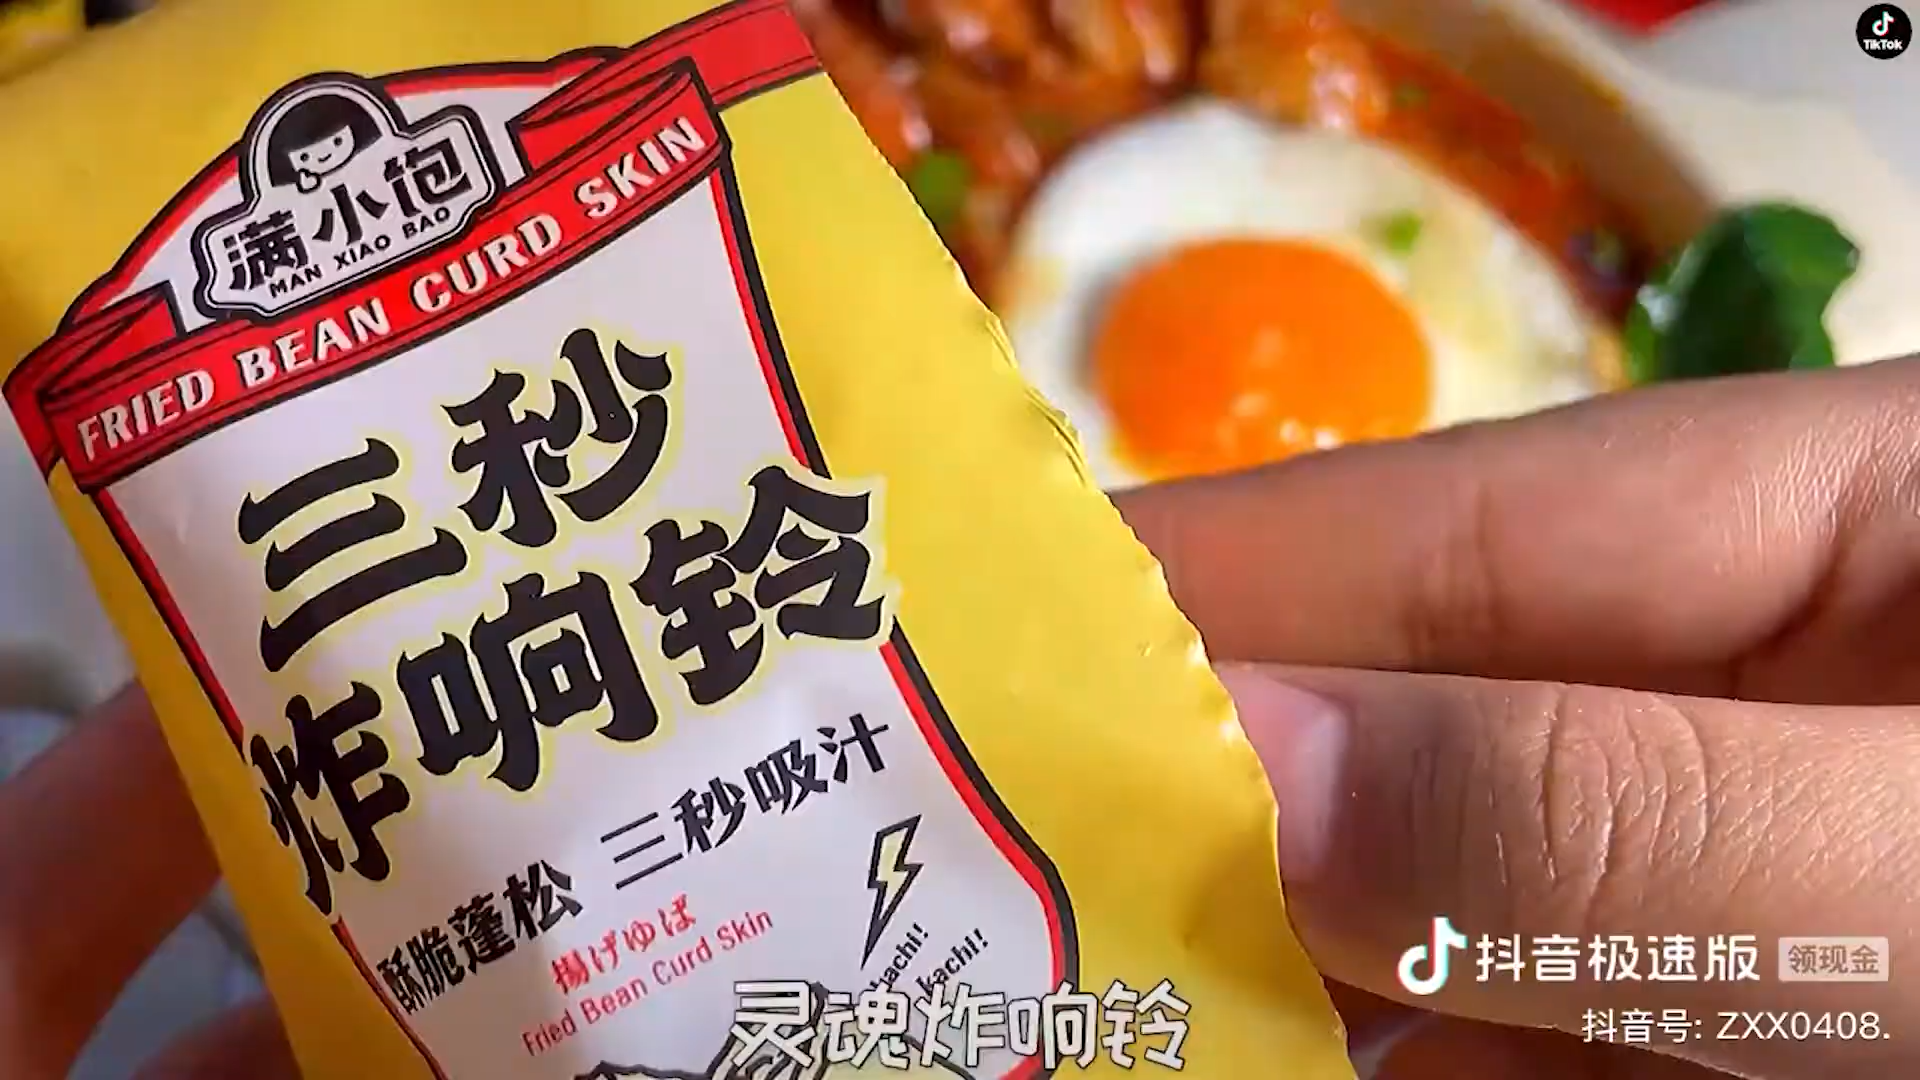 TikTok
满小饱
MAN XIAO BAO
FRIED BEAN CURD SKIN
三秒
炸响铃
酥脆蓬松 三秒吸汁
揚げゆば
Fried Bean Curd Skin
kachi!
灵魂炸响铃
抖音极速版 领现金
抖音号: ZXX0408.